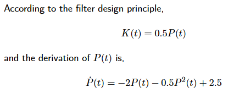 According to the filter design principle,
K(t) = 0.5P(t)
and the derivation of P(t) is,
Ṗ(t) = −2P(t) − 0.5P²(t) + 2.5